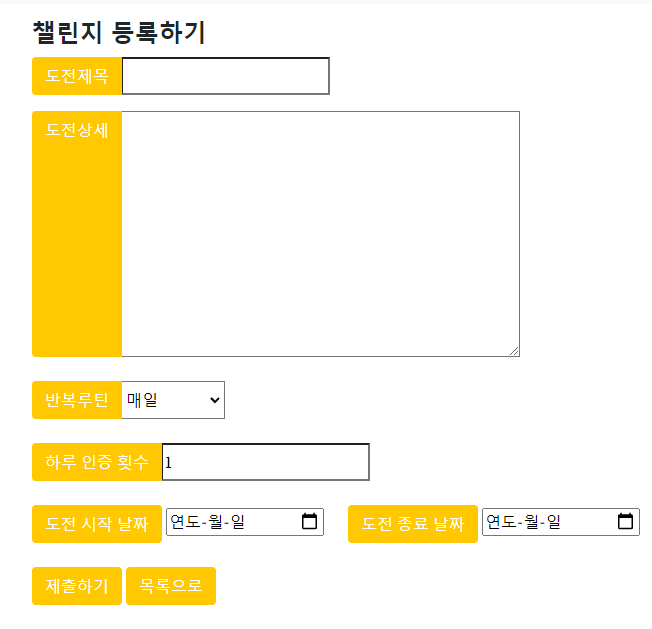 챌린지 등록하기
도전제목
도전상세
반복루틴 매일
하루 인증 횟수 1
도전 시작 날짜 연도-월-일 도전 종료 날짜 연도-월-일
제출하기 목록으로